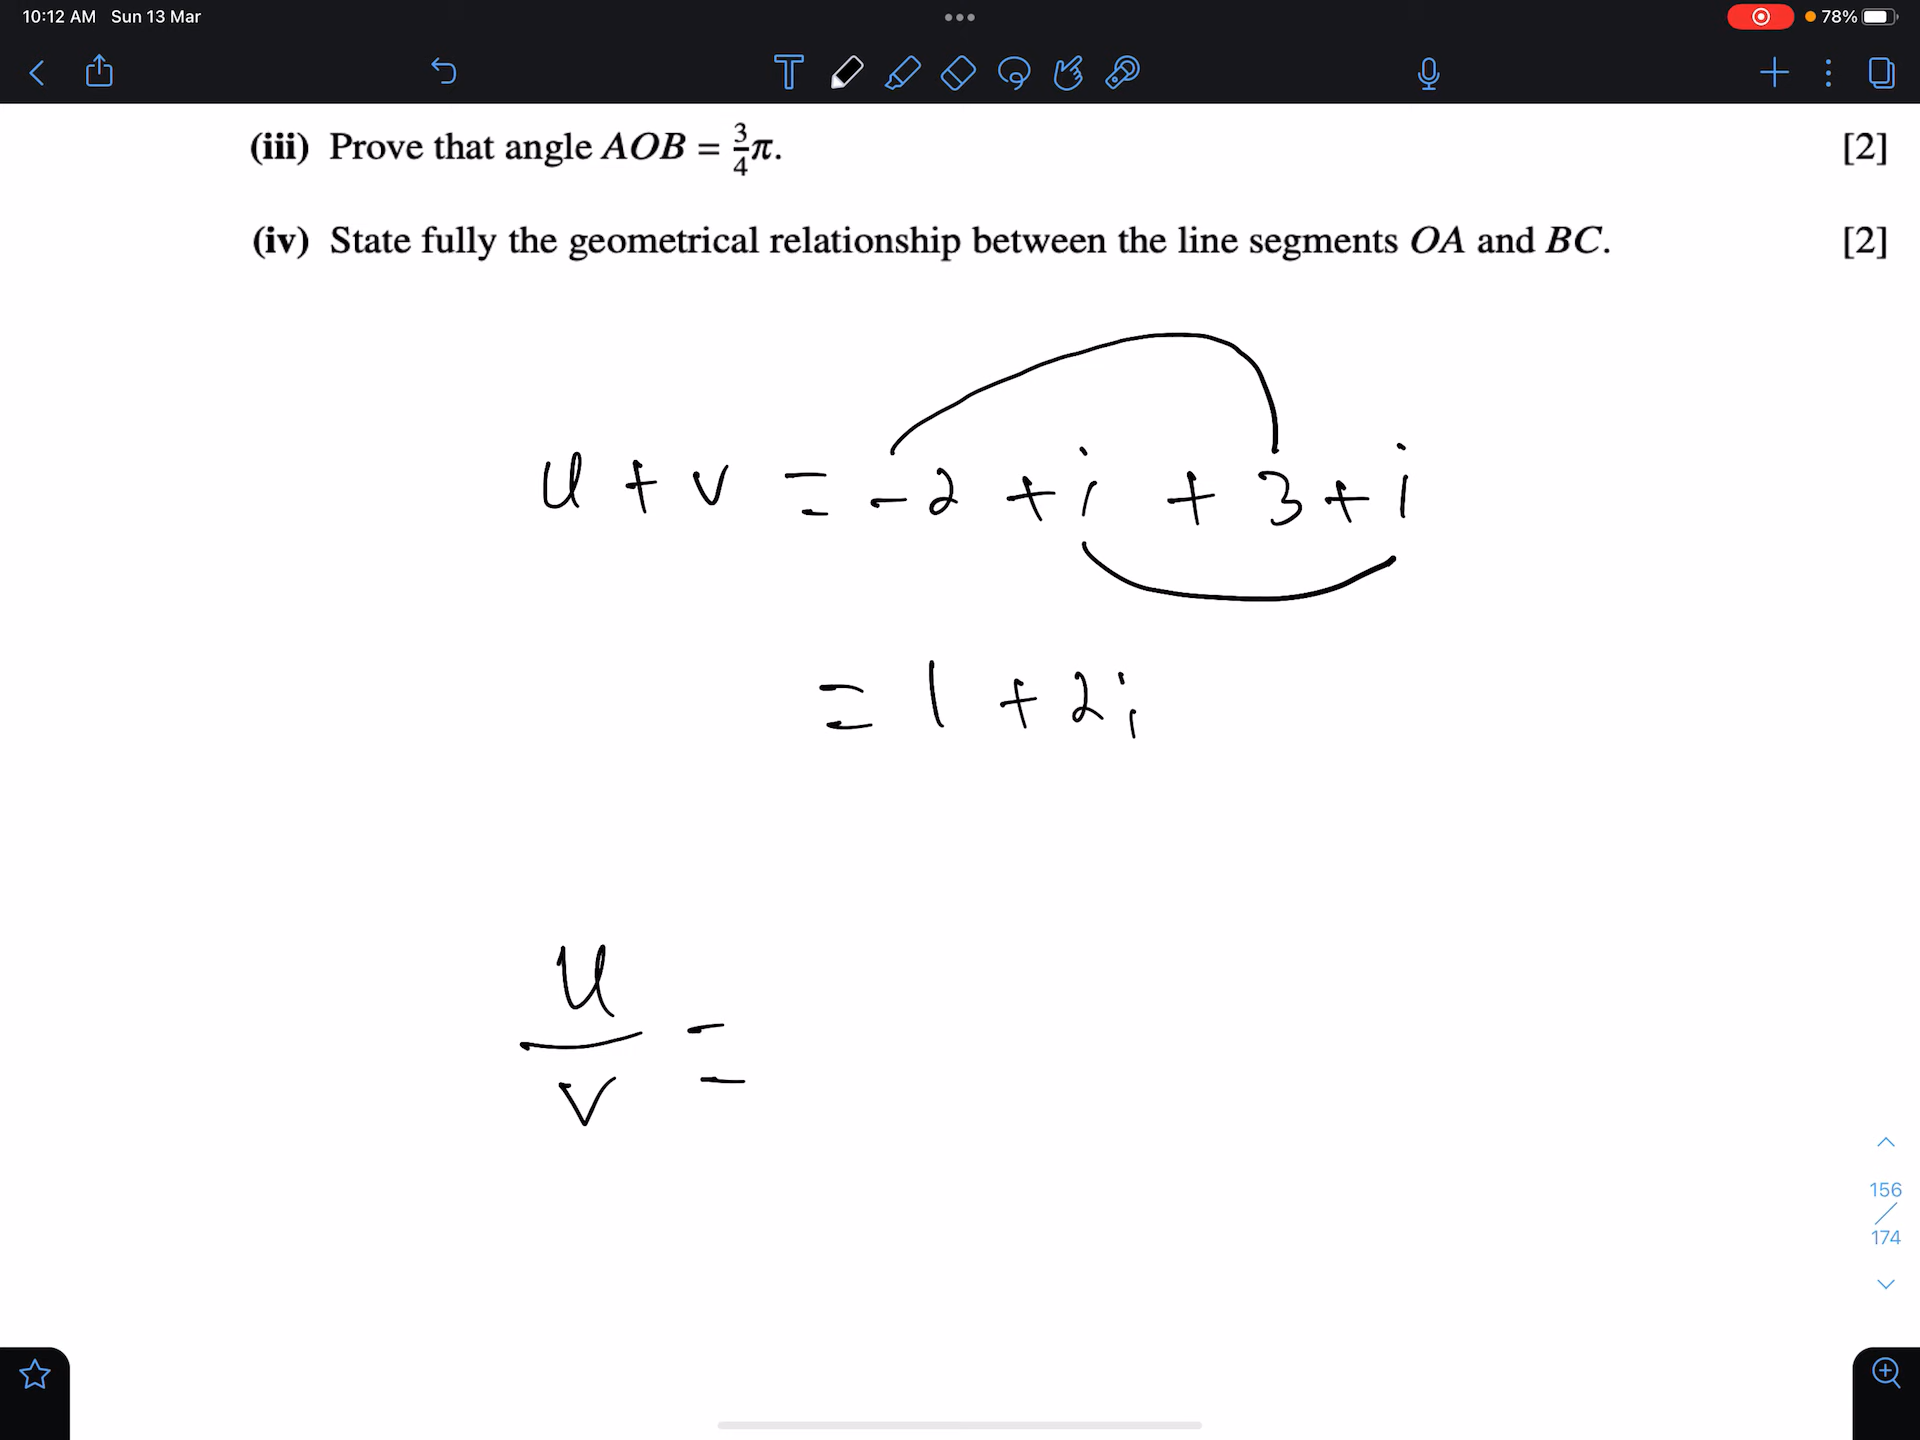 10:12 AM Sun 13 Mar
78%
(iii) Prove that angle AOB = 3/4 π. [2]
(iv) State fully the geometrical relationship between the line segments OA and BC. [2]
u + v = -2 + i + 3 + i
= 1 + 2i
u/v =
156
/
174